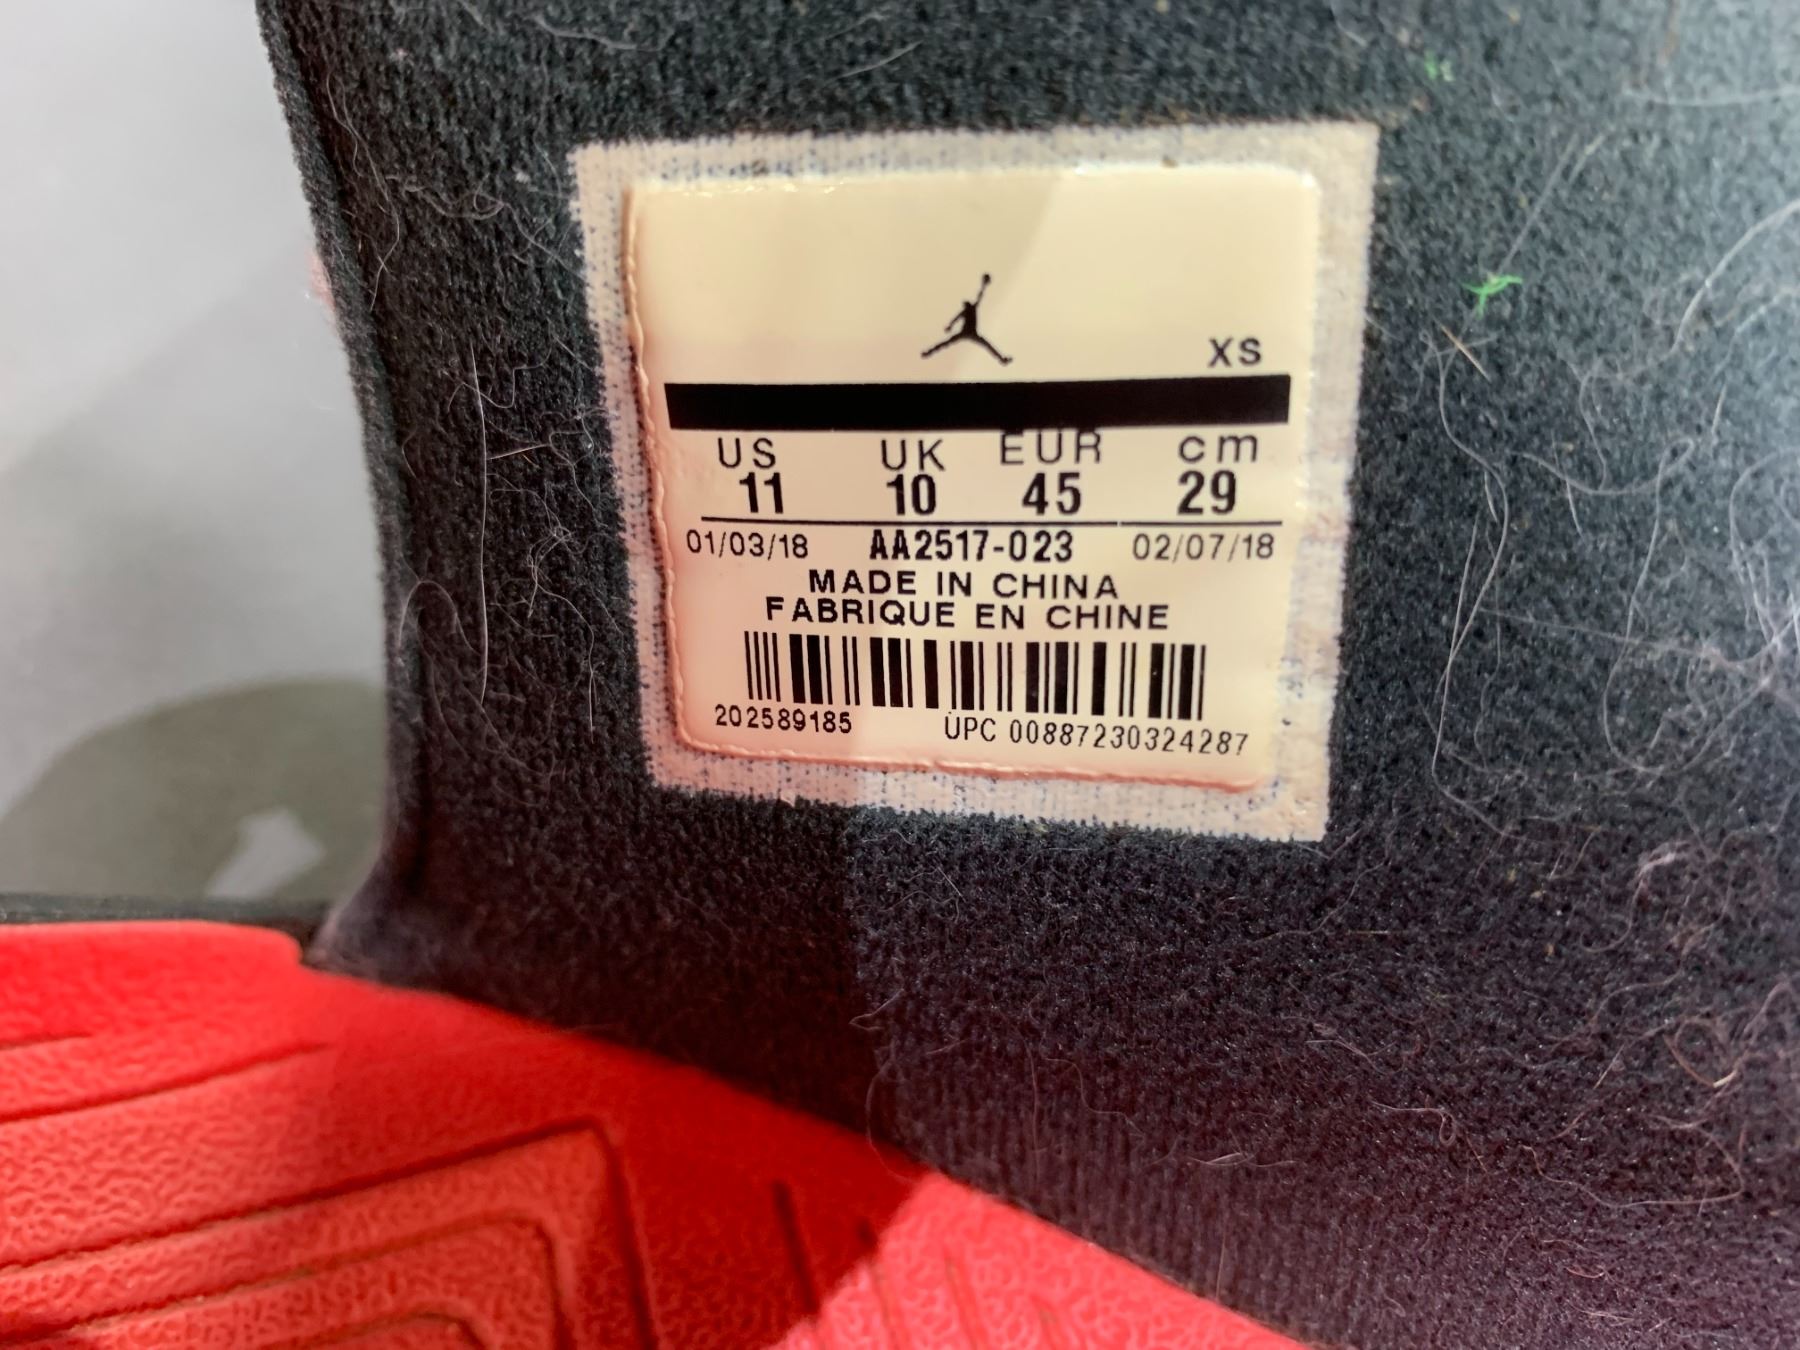 XS
US UK EUR cm
11 10 45 29
01/03/18 AA2517-023 02/07/18
MADE IN CHINA
FABRIQUE EN CHINE
202589185 UPC 00887230324287